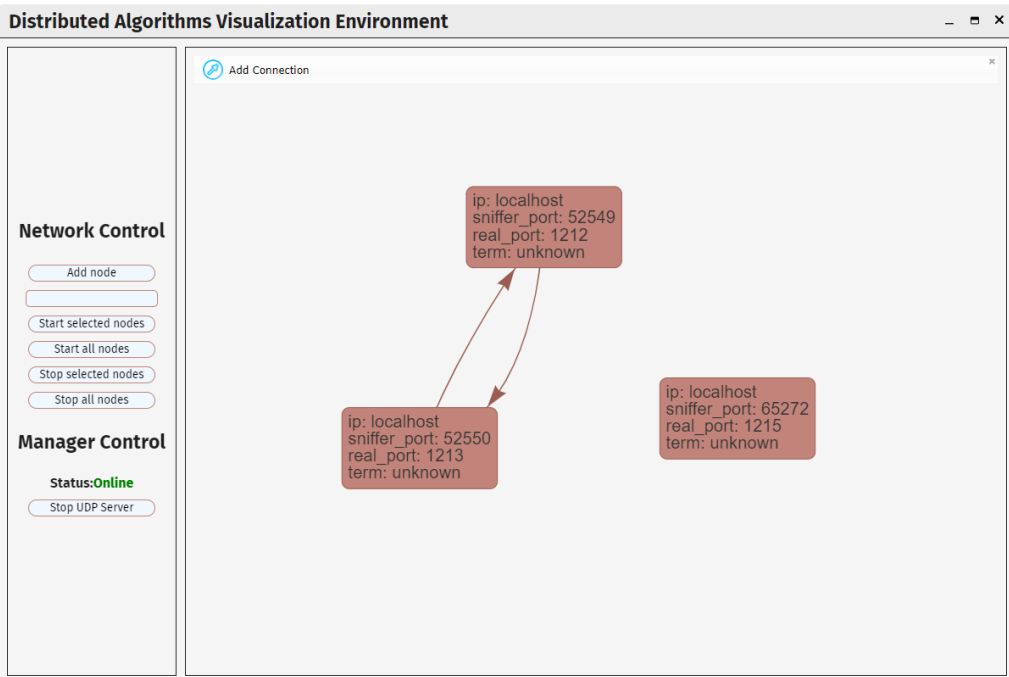 Distributed Algorithms Visualization Environment
Network Control
Add node
Start selected nodes
Start all nodes
Stop selected nodes
Stop all nodes
Manager Control
Status:Online
Stop UDP Server
Add Connection
ip: localhost
sniffer_port: 52549
real_port: 1212
term: unknown
ip: localhost
sniffer_port: 52550
real_port: 1213
term: unknown
ip: localhost
sniffer_port: 65272
real_port: 1215
term: unknown